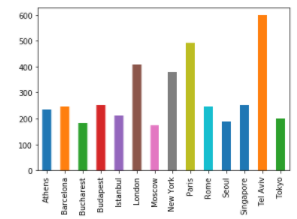 600
500
400
300
200
100
0
Athens
Barcelona
Bucharest
Budapest
Istanbul
London
Moscow
New York
Paris
Rome
Seoul
Singapore
Tel Aviv
Tokyo